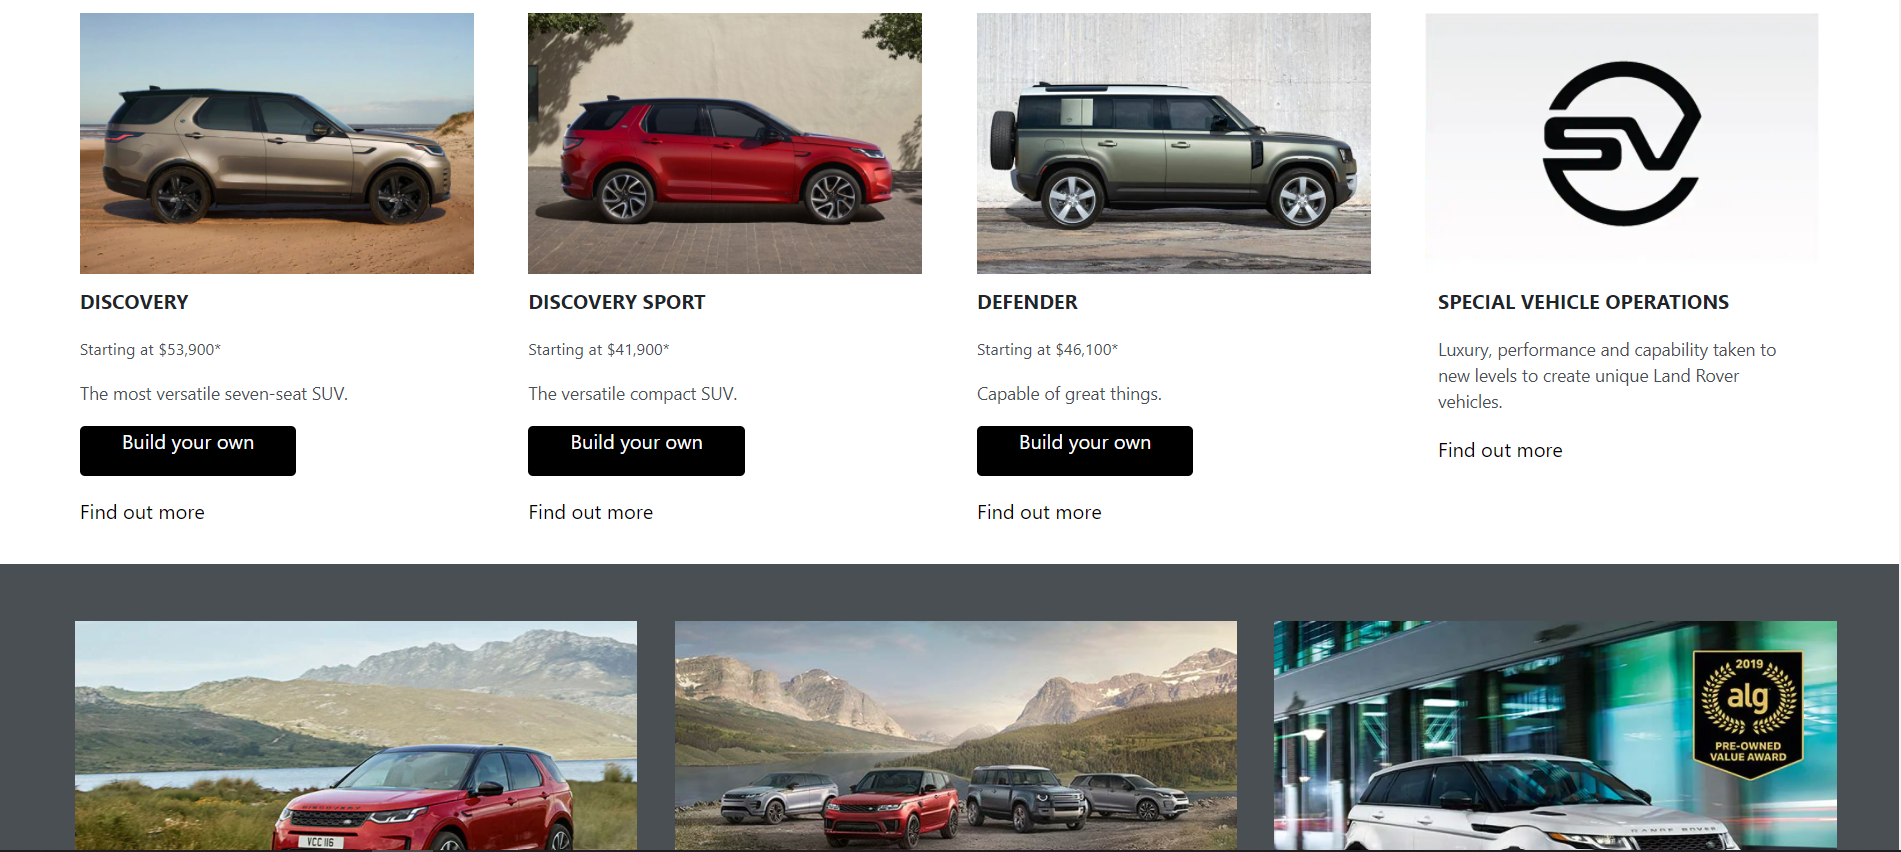 SV
DISCOVERY
Starting at $53,900*
The most versatile seven-seat SUV.
Build your own
Find out more
DISCOVERY SPORT
Starting at $41,900*
The versatile compact SUV.
Build your own
Find out more
DEFENDER
Starting at $46,100*
Capable of great things.
Build your own
Find out more
SPECIAL VEHICLE OPERATIONS
Luxury, performance and capability taken to
new levels to create unique Land Rover
vehicles.
Find out more
DISCOVERY
VCC 116
2019
alg
PRE-OWNED
VALUE AWARD
RANGE ROVER